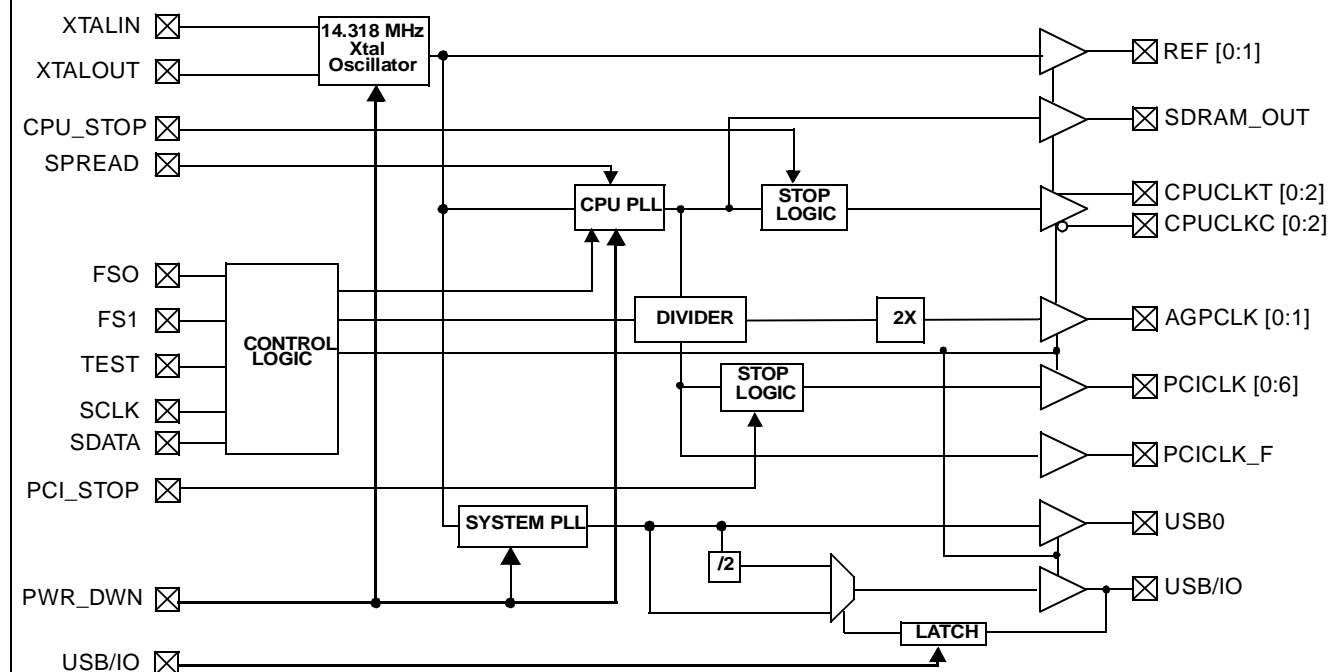 XTALIN
XTALOUT
CPU_STOP
SPREAD
FSO
FS1
TEST
SCLK
SDATA
PCI_STOP
PWR_DWN
USB/IO
14.318 MHz
Xtal
Oscillator
CPU PLL
STOP
LOGIC
CONTROL
LOGIC
DIVIDER
2X
STOP
LOGIC
SYSTEM PLL
/2
LATCH
REF [0:1]
SDRAM_OUT
CPUCLKT [0:2]
CPUCLKC [0:2]
AGPCLK [0:1]
PCICLK [0:6]
PCICLK_F
USB0
USB/IO